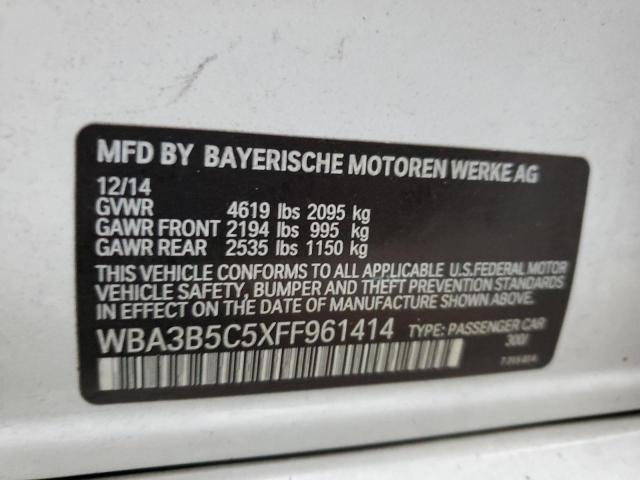 MFD BY BAYERISCHE MOTOREN WERKE AG
12/14
GVWR 4619 lbs 2095 kg
GAWR FRONT 2194 lbs 995 kg
GAWR REAR 2535 lbs 1150 kg
THIS VEHICLE CONFORMS TO ALL APPLICABLE U.S.FEDERAL MOTOR
VEHICLE SAFETY, BUMPER AND THEFT PREVENTION STANDARDS
IN EFFECT ON THE DATE OF MANUFACTURE SHOWN ABOVE.
WBA3B5C5XFF961414 TYPE: PASSENGER CAR
300/